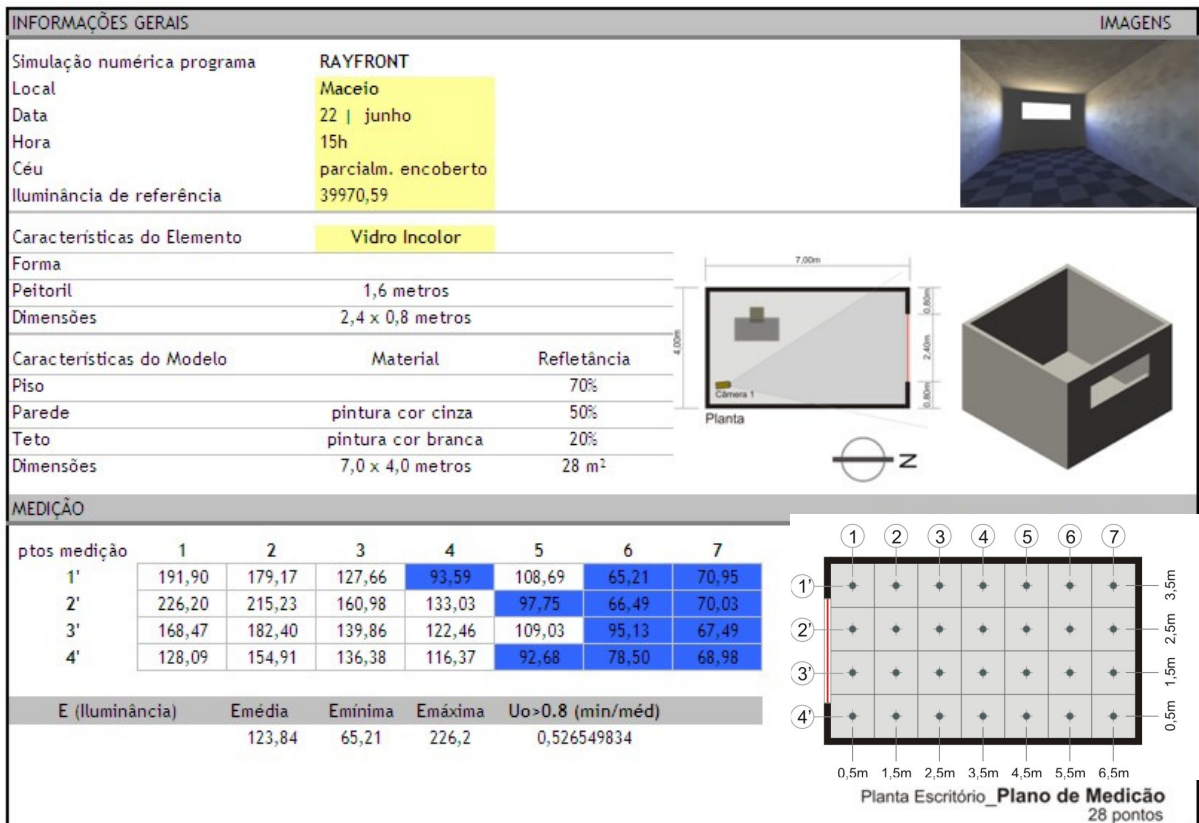 INFORMAÇÕES GERAIS IMAGENS
Simulação numérica programa RAYFRONT
Local Maceio
Data 22 | junho
Hora 15h
Céu parcialm. encoberto
Iluminância de referência 39970,59
Características do Elemento Vidro Incolor
Forma
Peitoril 1,6 metros
Dimensões 2,4 x 0,8 metros
Características do Modelo Material Refletância
Piso 70%
Parede pintura cor cinza 50%
Teto pintura cor branca 20%
Dimensões 7,0 x 4,0 metros 28 m²
7,00m
4,00m
0,80m
2,40m
0,80m
Câmera 1
Planta
N
MEDIÇÃO
ptos medição 1 2 3 4 5 6 7
1' 191,90 179,17 127,66 93,59 108,69 65,21 70,95
2' 226,20 215,23 160,98 133,03 97,75 66,49 70,03
3' 168,47 182,40 139,86 122,46 109,03 95,13 67,49
4' 128,09 154,91 136,38 116,37 92,68 78,50 68,98
E (Iluminância) Emédia Emínima Emáxima Uo>0.8 (min/méd)
123,84 65,21 226,2 0,526549834
1 2 3 4 5 6 7
1' 3,5m
2' 2,5m
3' 1,5m
4' 0,5m
0,5m 1,5m 2,5m 3,5m 4,5m 5,5m 6,5m
Planta Escritório_Plano de Medicão
28 pontos